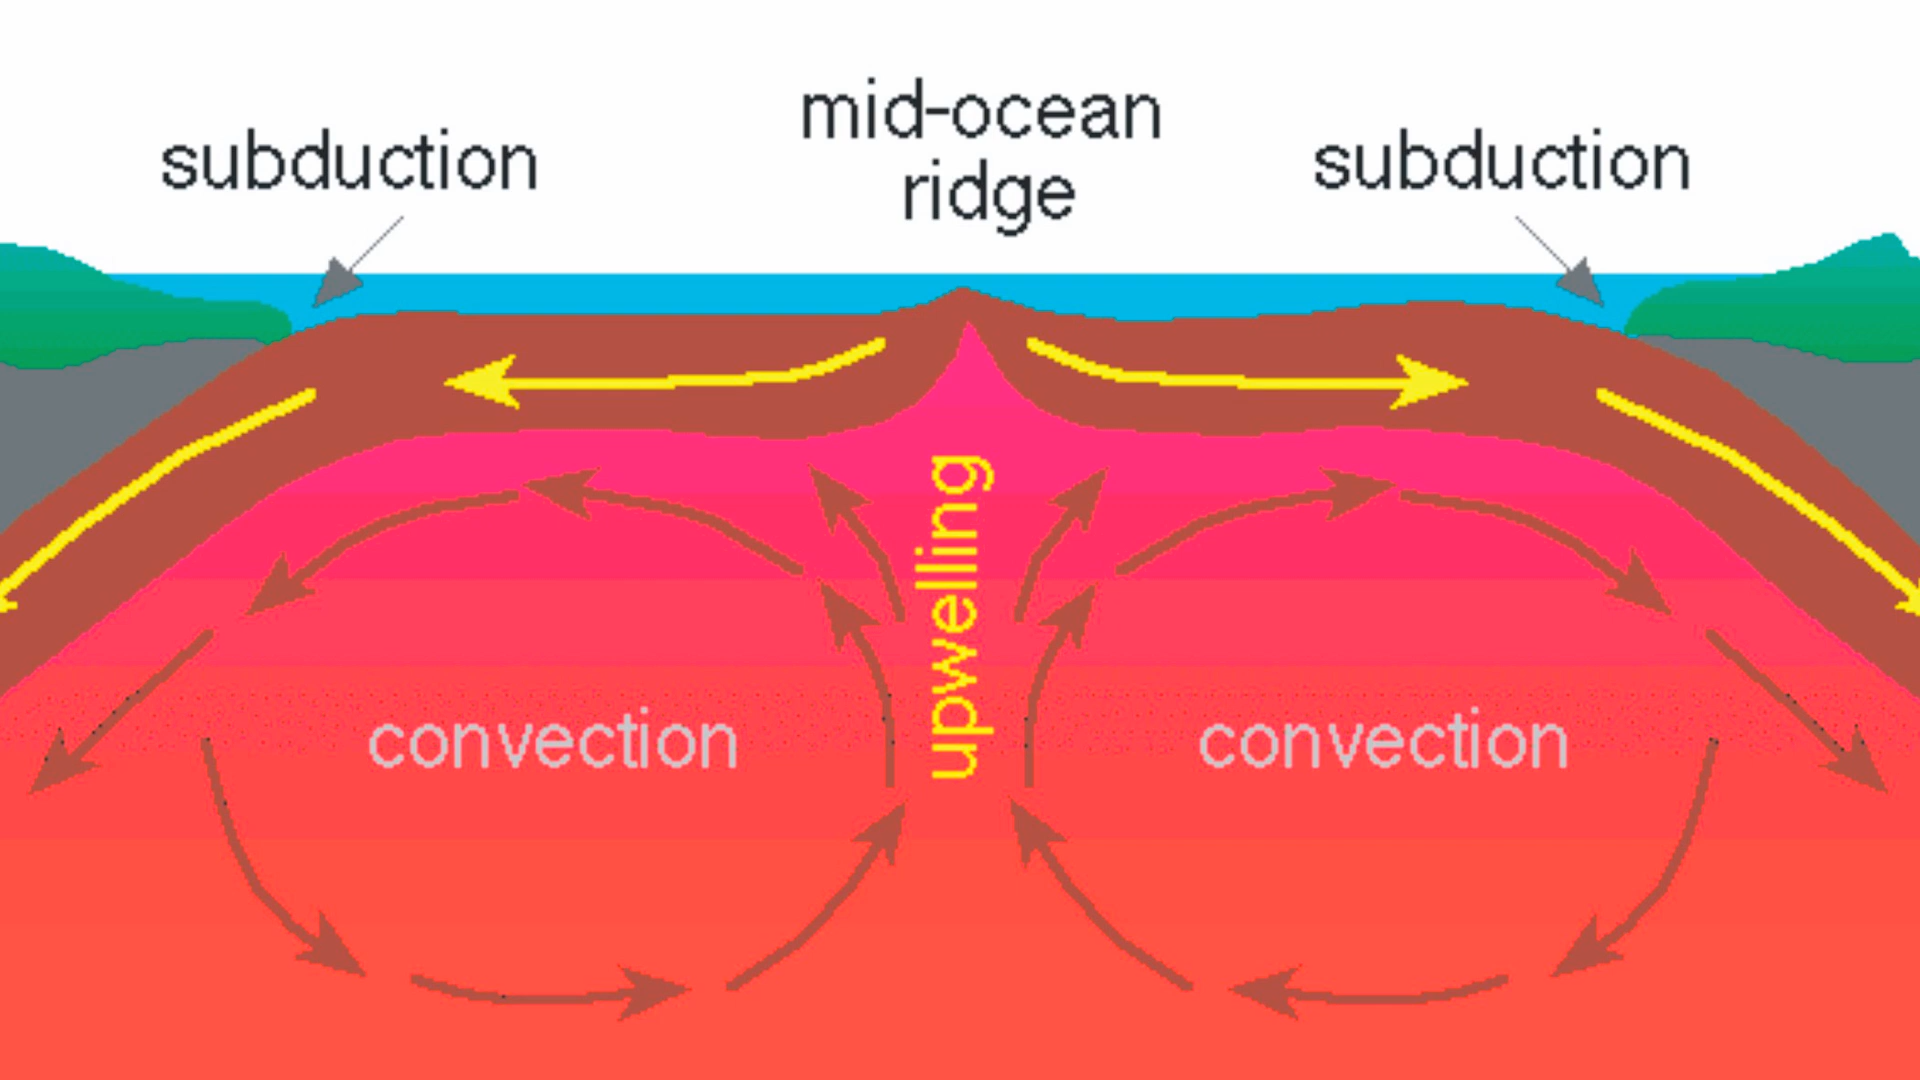 mid-ocean
ridge
subduction
subduction
upwelling
convection
convection